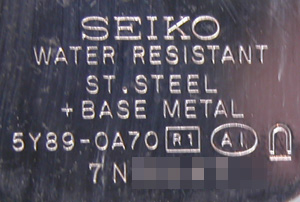 SEIKO
WATER RESISTANT
ST.STEEL
+BASE METAL
5Y89-0A70 R1 A1
7N